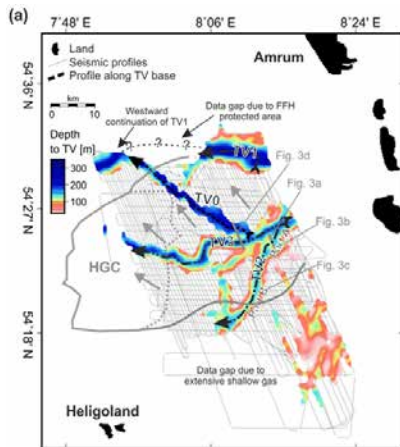 (a)
7°48'E
8°06'E
8°24'E
Land
Seismic profiles
Profile along TV base
Amrum
km
0 10
54°36'N
54°27'N
54°18'N
Westward
continuation of TV1
Data gap due to FFH
protected area
? ?
? ?
Depth
to TV [m]
300
200
100
TV1
TV0
Fig. 3d
Fig. 3a
Fig. 3b
Fig. 3c
HGC
Data gap due to
extensive shallow gas
Heligoland